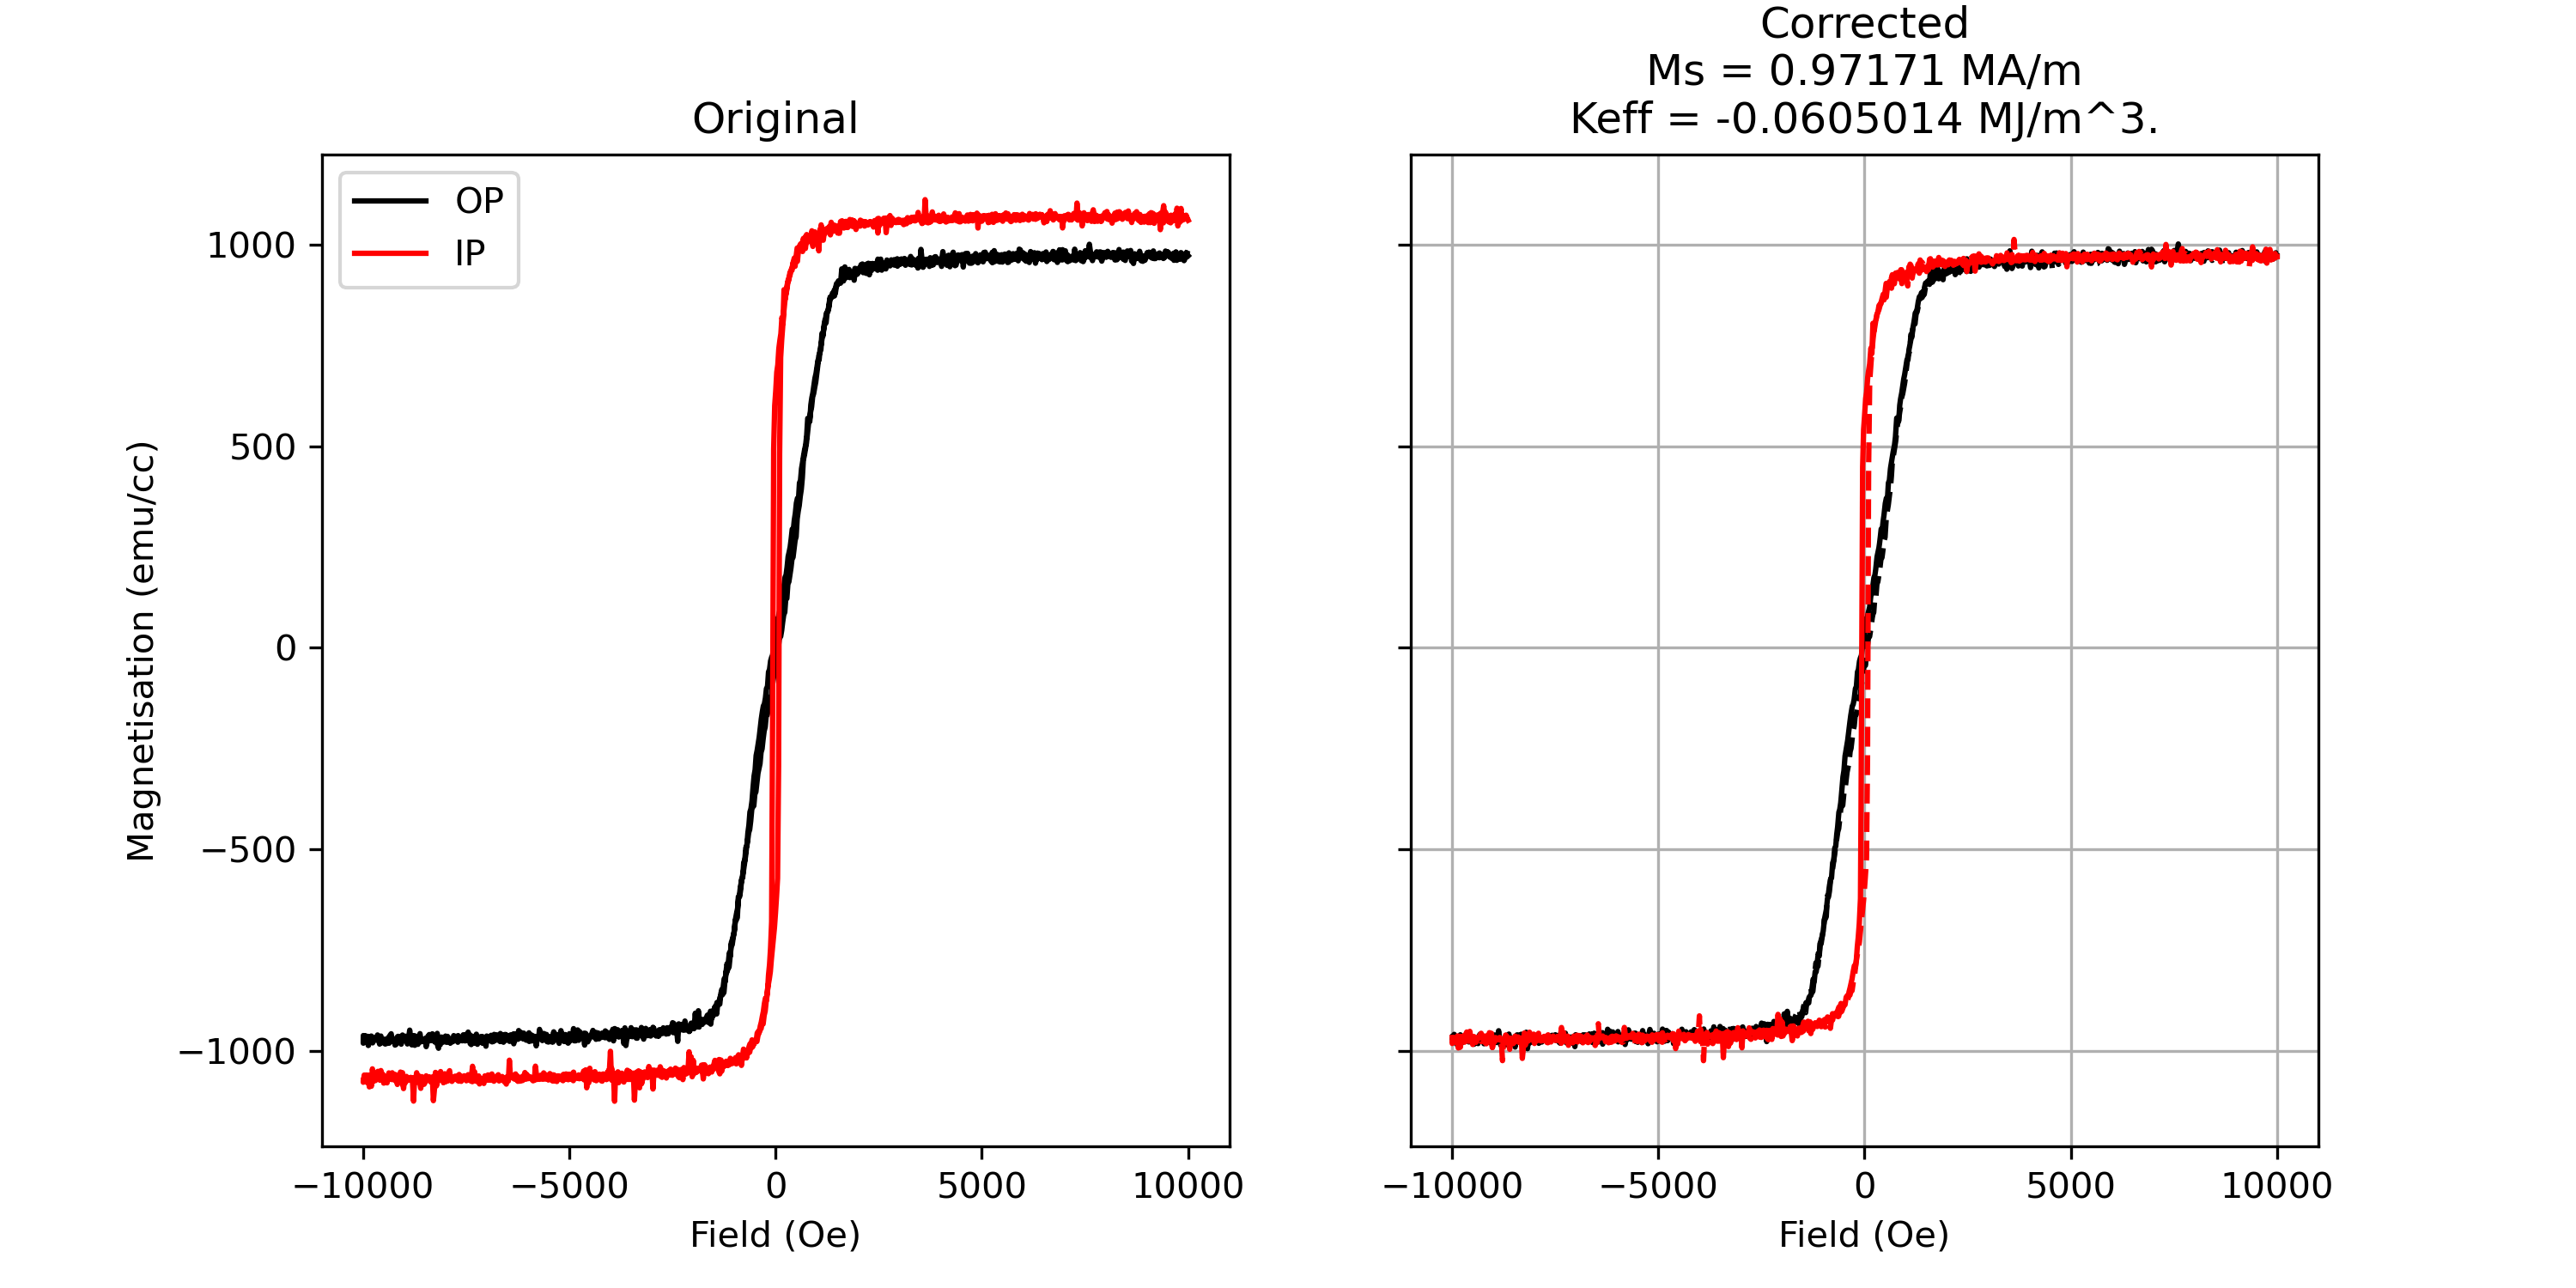 Original
OP
IP
1000
500
0
−500
−1000
Magnetisation (emu/cc)
−10000 −5000 0 5000 10000
Field (Oe)
Corrected
Ms = 0.97171 MA/m
Keff = -0.0605014 MJ/m^3.
−10000 −5000 0 5000 10000
Field (Oe)